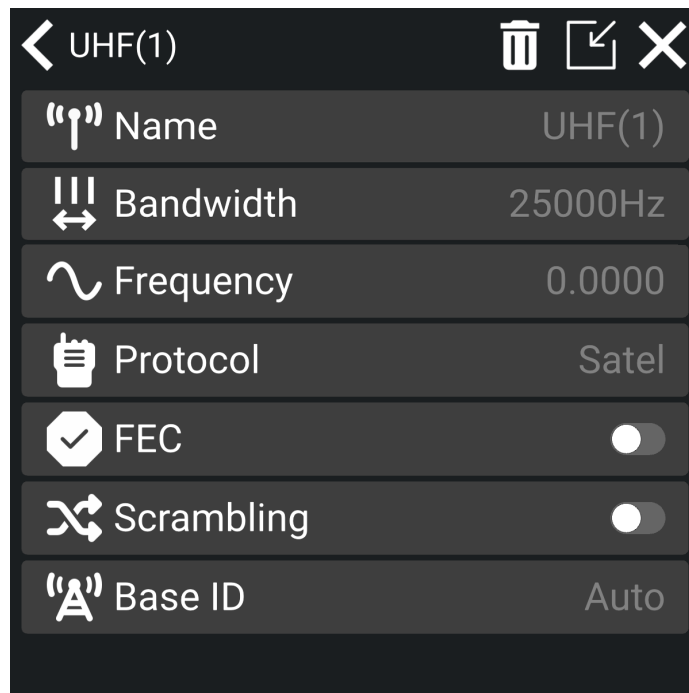 UHF(1)
Name UHF(1)
Bandwidth 25000Hz
Frequency 0.0000
Protocol Satel
FEC
Scrambling
Base ID Auto